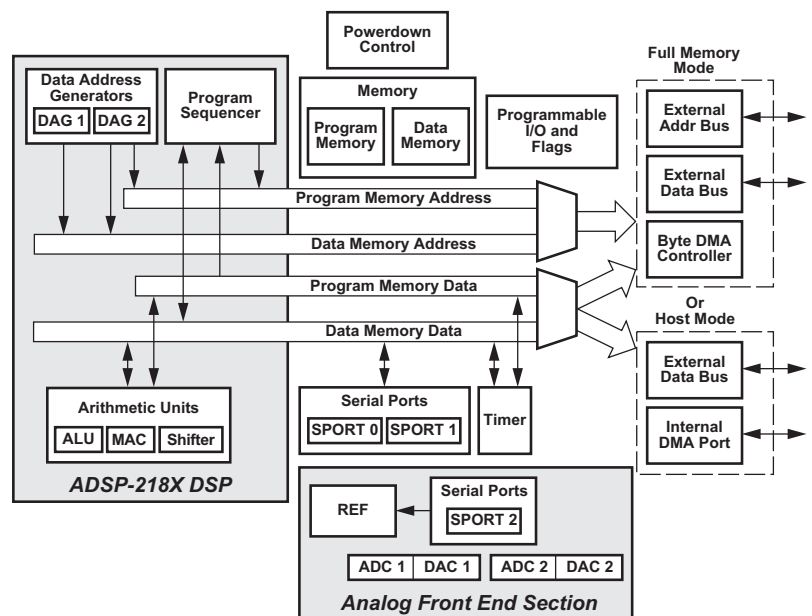 Powerdown
Control
Full Memory
Mode
Data Address
Generators
DAG 1
DAG 2
Program
Sequencer
Memory
Program
Memory
Data
Memory
Programmable
I/O and
Flags
External
Addr Bus
External
Data Bus
Byte DMA
Controller
Program Memory Address
Data Memory Address
Program Memory Data
Data Memory Data
Or
Host Mode
External
Data Bus
Internal
DMA Port
Arithmetic Units
ALU
MAC
Shifter
ADSP-218X DSP
Serial Ports
SPORT 0
SPORT 1
Timer
REF
Serial Ports
SPORT 2
ADC 1
DAC 1
ADC 2
DAC 2
Analog Front End Section